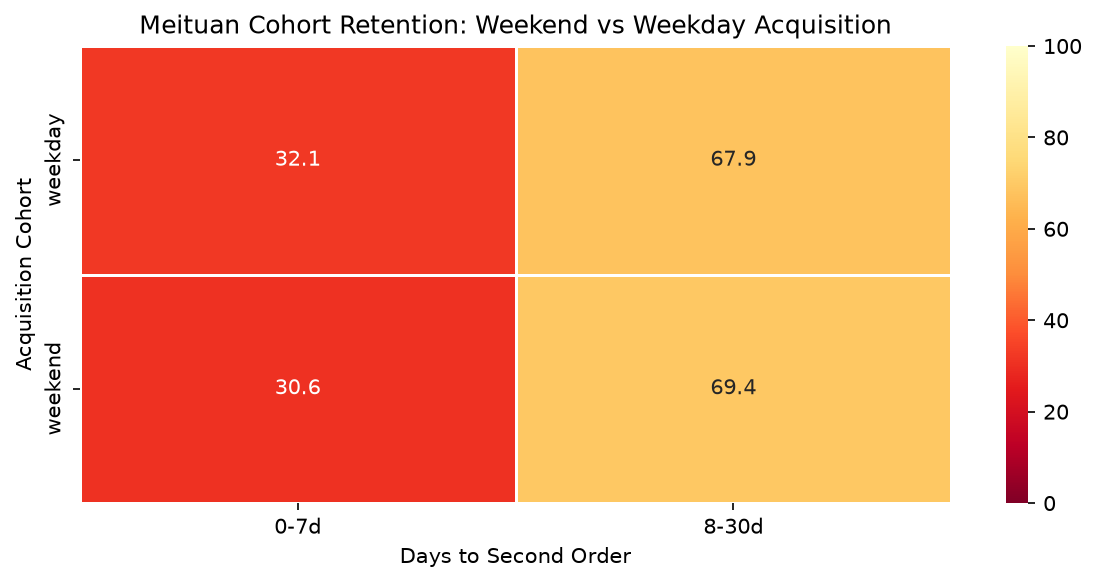 Meituan Cohort Retention: Weekend vs Weekday Acquisition
Acquisition Cohort
weekday
32.1
67.9
weekend
30.6
69.4
0-7d
8-30d
Days to Second Order
100
80
60
40
20
0